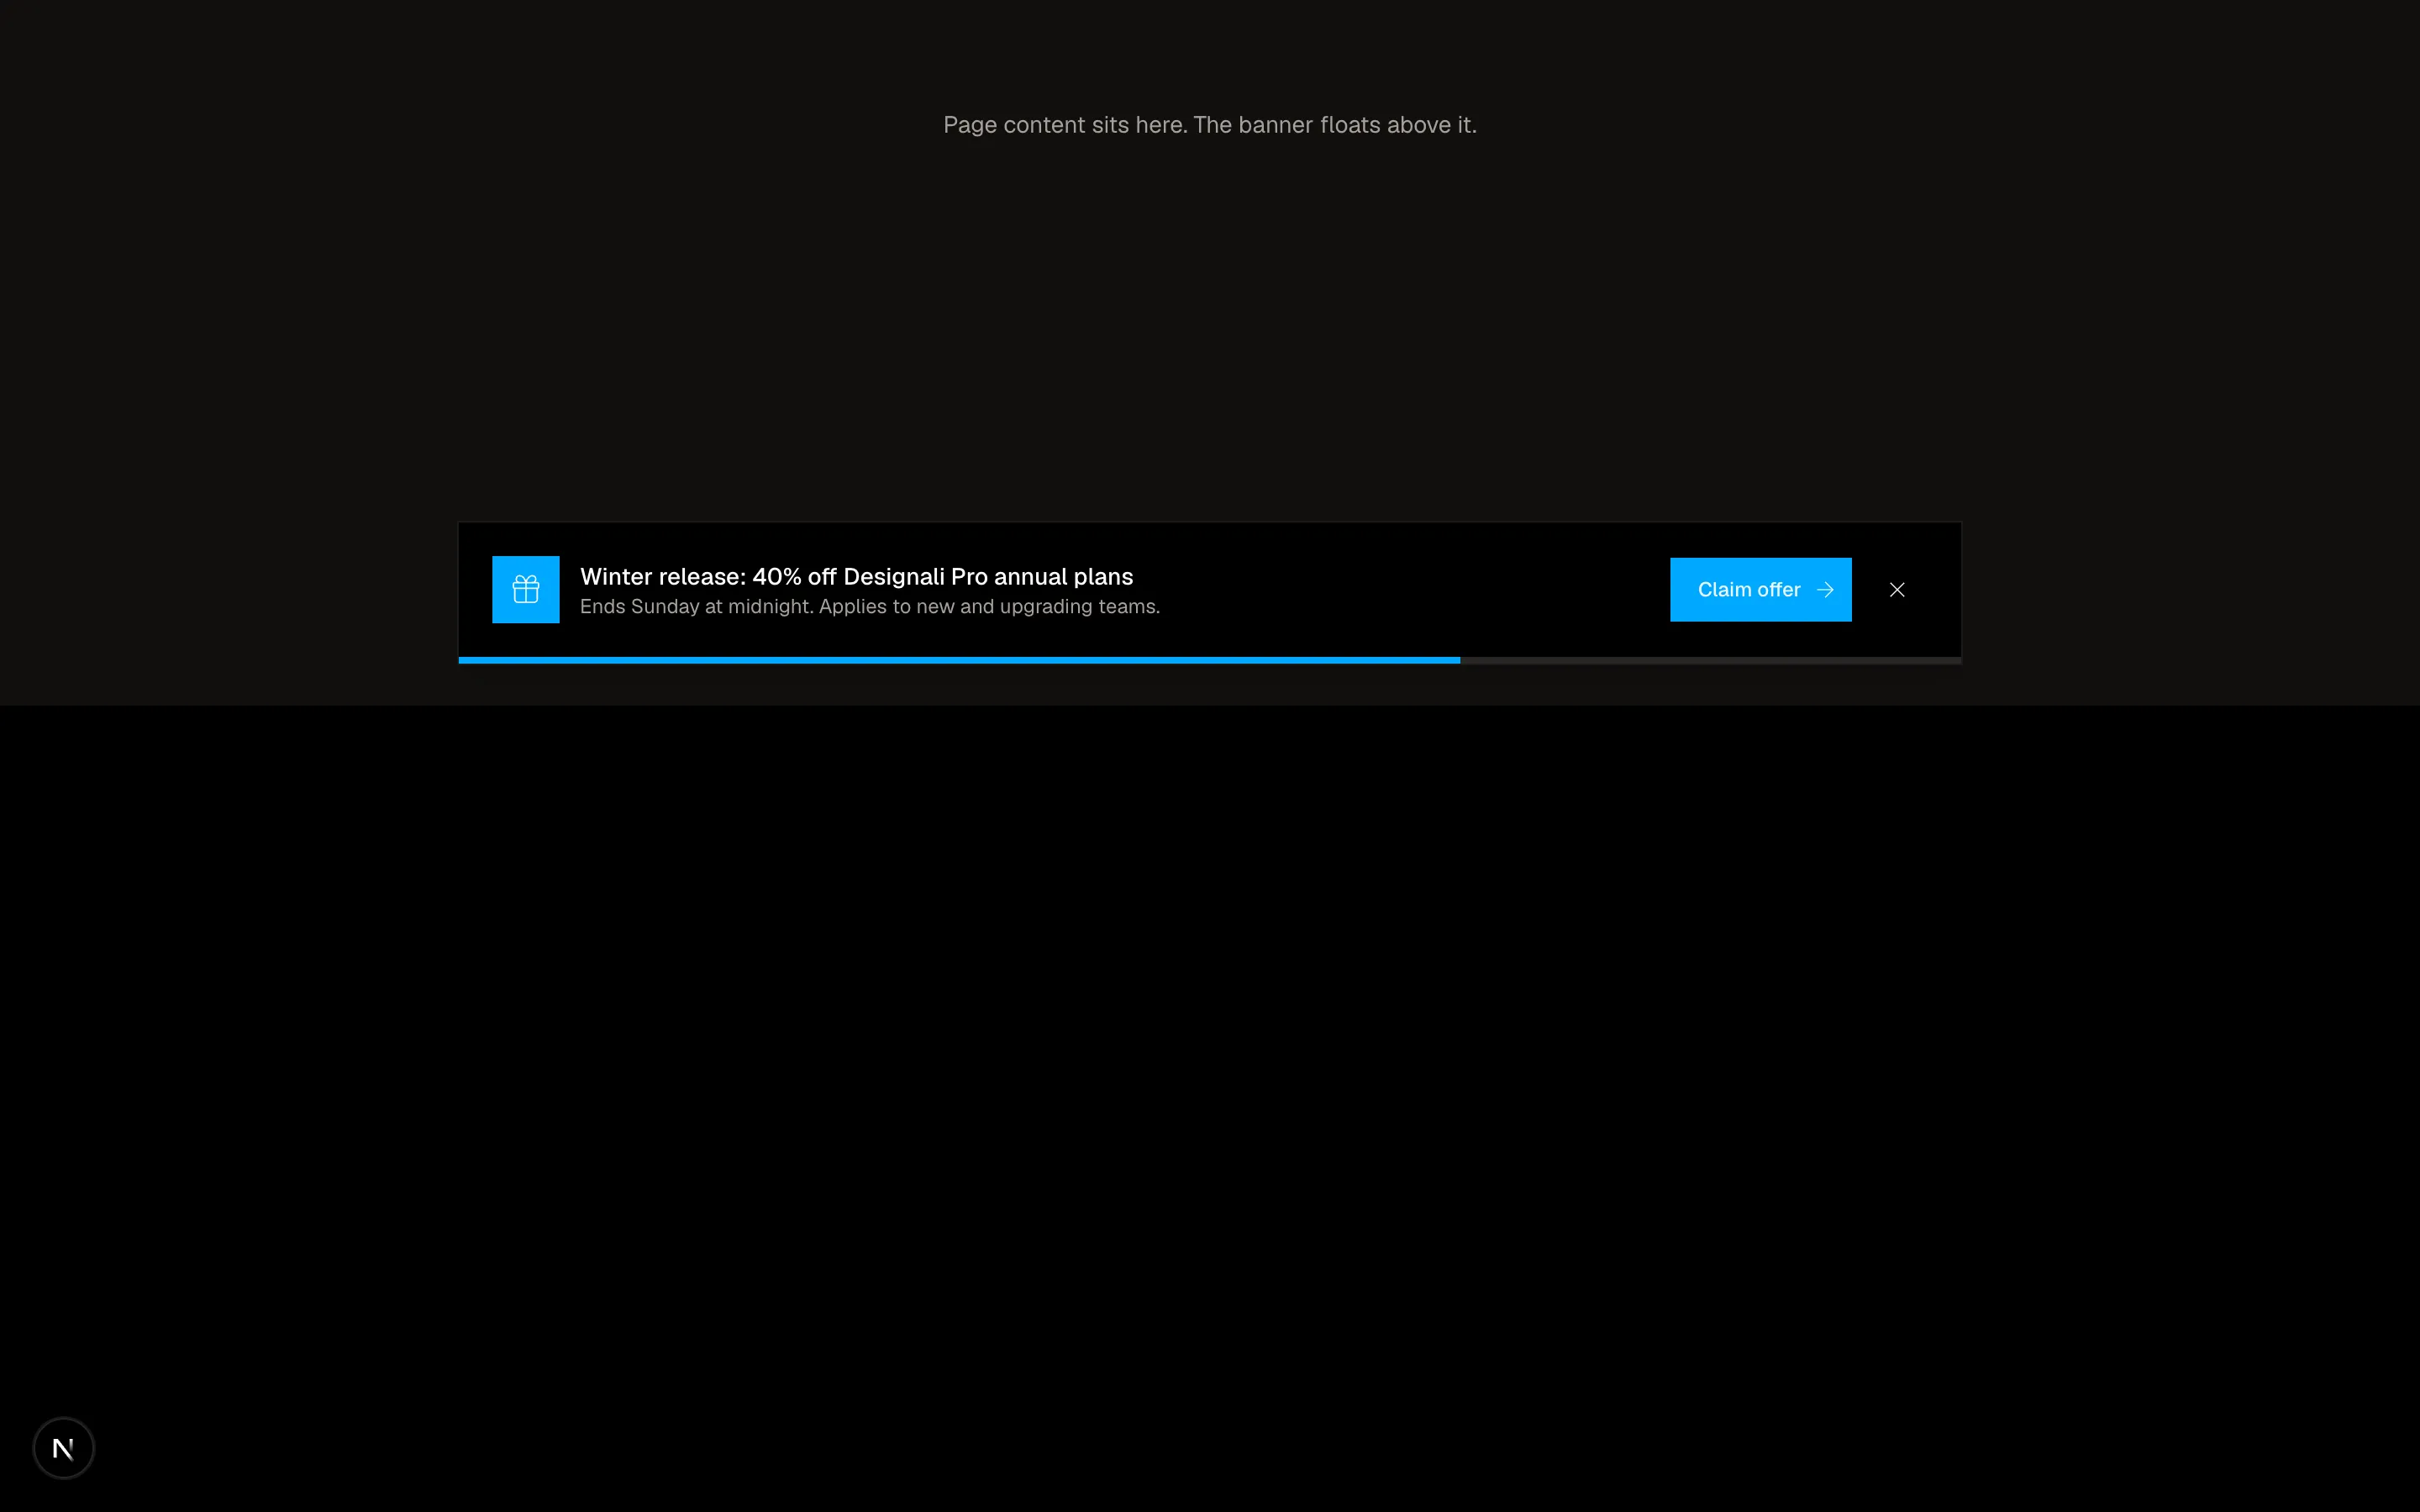 Page content sits here. The banner floats above it.
Winter release: 40% off Designali Pro annual plans
Ends Sunday at midnight. Applies to new and upgrading teams.
Claim offer
N